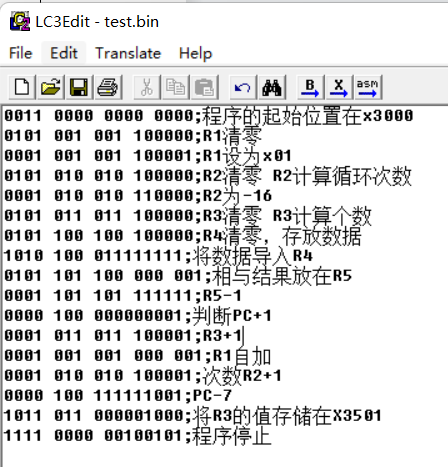 LC3Edit - test.bin
File Edit Translate Help
B X asm
0011 0000 0000 0000;程序的起始位置在x3000
0101 001 001 100000;R1清零
0001 001 001 100001;R1设为x01
0101 010 010 100000;R2清零 R2计算循环次数
0001 010 010 110000;R2为-16
0101 011 011 100000;R3清零 R3计算个数
0101 100 100 100000;R4清零，存放数据
1010 100 011111111;将数据导入R4
0101 101 100 000 001;相与结果放在R5
0001 101 101 111111;R5-1
0000 100 000000001;判断PC+1
0001 011 011 100001;R3+1
0001 001 001 000 001;R1自加
0001 010 010 100001;次数R2+1
0000 100 111111001;PC-7
1011 011 000001000;将R3的值存储在X3501
1111 0000 00100101;程序停止